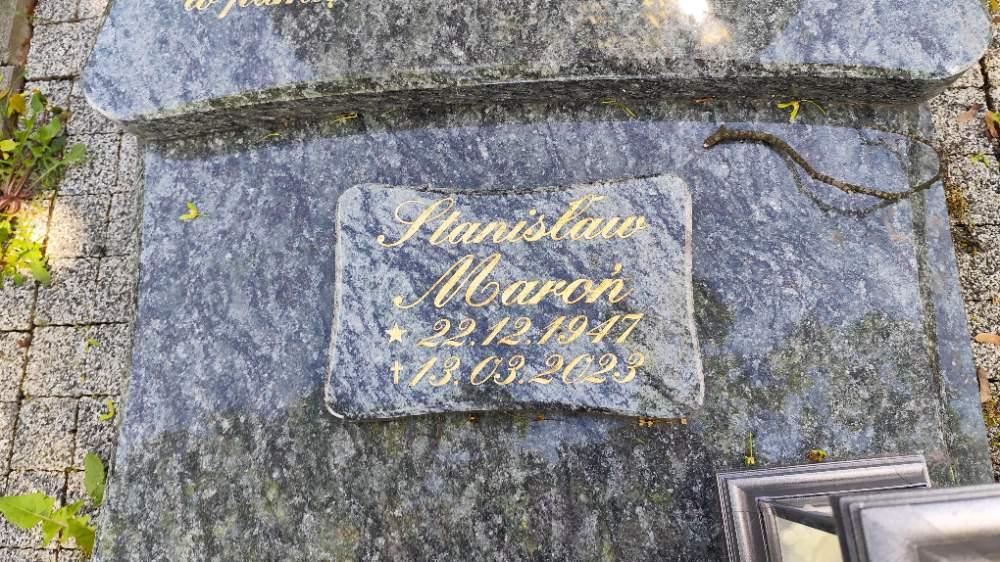 Stanisław
Maroń
★ 22.12.1947
✝ 13.03.2023